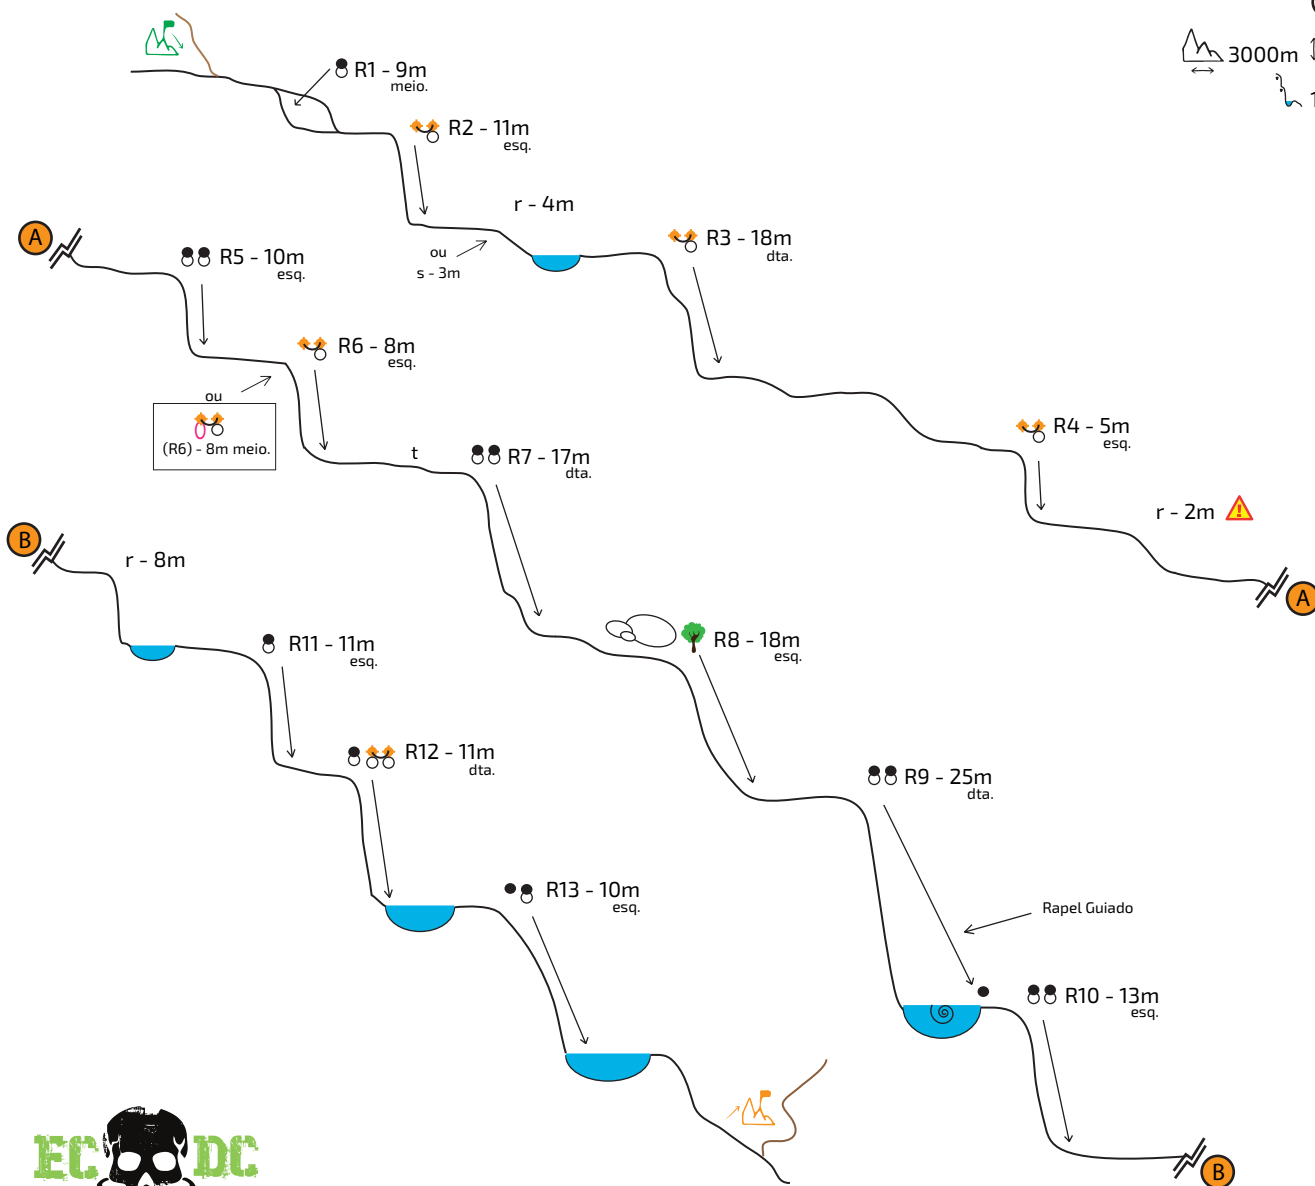 3000m
R1 - 9m
meio.
R2 - 11m
esq.
r - 4m
ou
s - 3m
R3 - 18m
dta.
R4 - 5m
esq.
r - 2m
A
A
R5 - 10m
esq.
R6 - 8m
esq.
ou
(R6) - 8m meio.
t
R7 - 17m
dta.
R8 - 18m
esq.
R9 - 25m
dta.
Rapel Guiado
R10 - 13m
esq.
B
B
r - 8m
R11 - 11m
esq.
R12 - 11m
dta.
R13 - 10m
esq.
EC DC